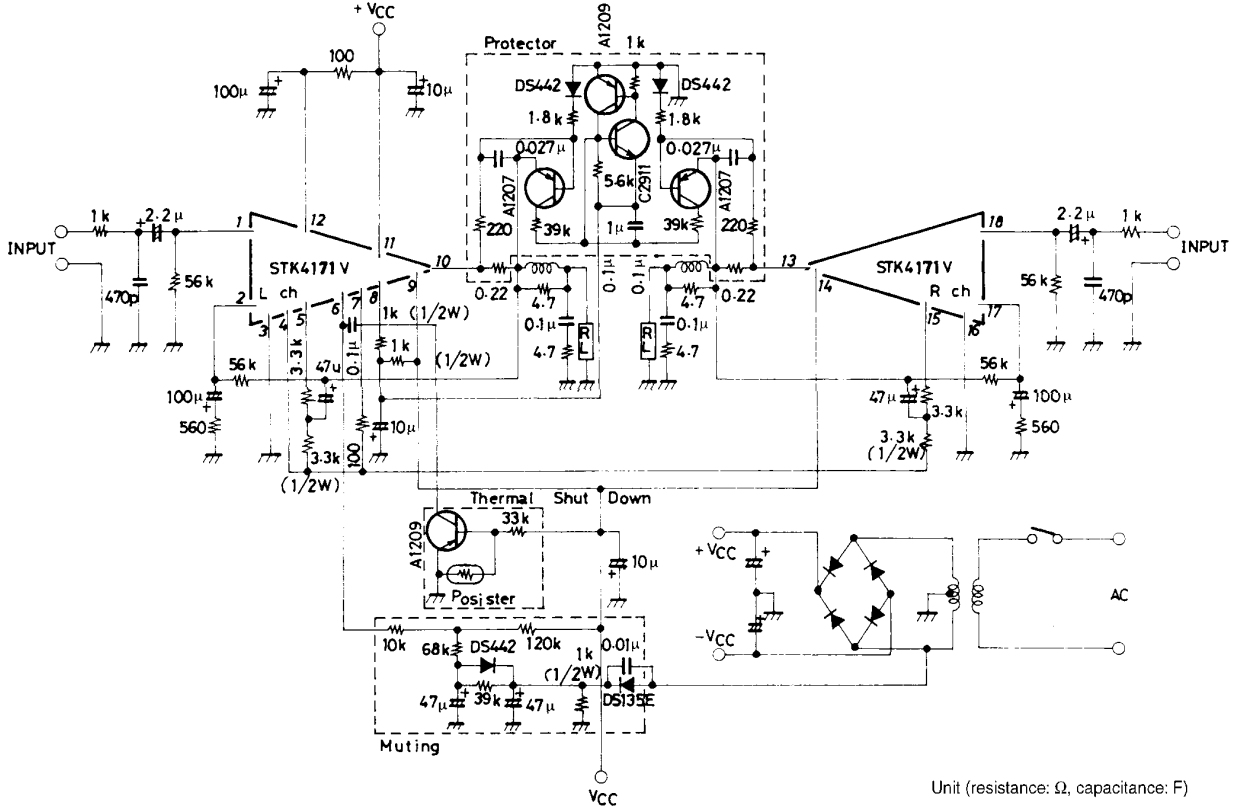 + VCC
100
100µ
+
10µ
+
Protector
A1209
1k
DS442
DS442
1.8k
1.8k
0.027µ
0.027µ
A1207
A1207
5.6k
C2911
220
39k
1µ
39k
220
1k
2.2µ
+
1
12
11
10
INPUT
STK4171V
L ch
56k
470p
2
3
4
5
6
7
8
9
0.22
4.7
0.1µ
4.7
RL
0.1µ
0.1µ
RL
4.7
0.1µ
4.7
0.22
13
14
STK4171V
R ch
15
16
17
18
2.2µ
+
1k
INPUT
56k
470p
56k
100µ
+
560
3.3k
47u
+
0.1µ
1k (1/2W)
1k
(1/2W)
3.3k
(1/2W)
100
10µ
+
47µ
+
3.3k
3.3k
(1/2W)
56k
100µ
+
560
Thermal Shut Down
A1209
33k
Posister
10µ
+
10k
120k
68k
DS442
39k
47µ
+
47µ
+
1k
(1/2W)
0.01µ
DS135E
Muting
VCC
+ VCC
+
+
-VCC
AC
Unit (resistance: Ω, capacitance: F)